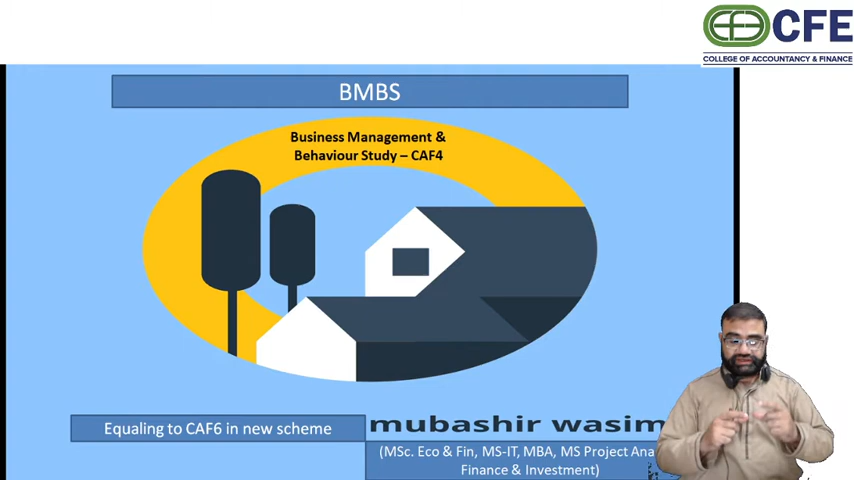 CFE
COLLEGE OF ACCOUNTANCY & FINANCE
BMBS
Business Management &
Behaviour Study – CAF4
Equaling to CAF6 in new scheme
mubashir wasim
(MSc. Eco & Fin, MS-IT, MBA, MS Project Ana
Finance & Investment)